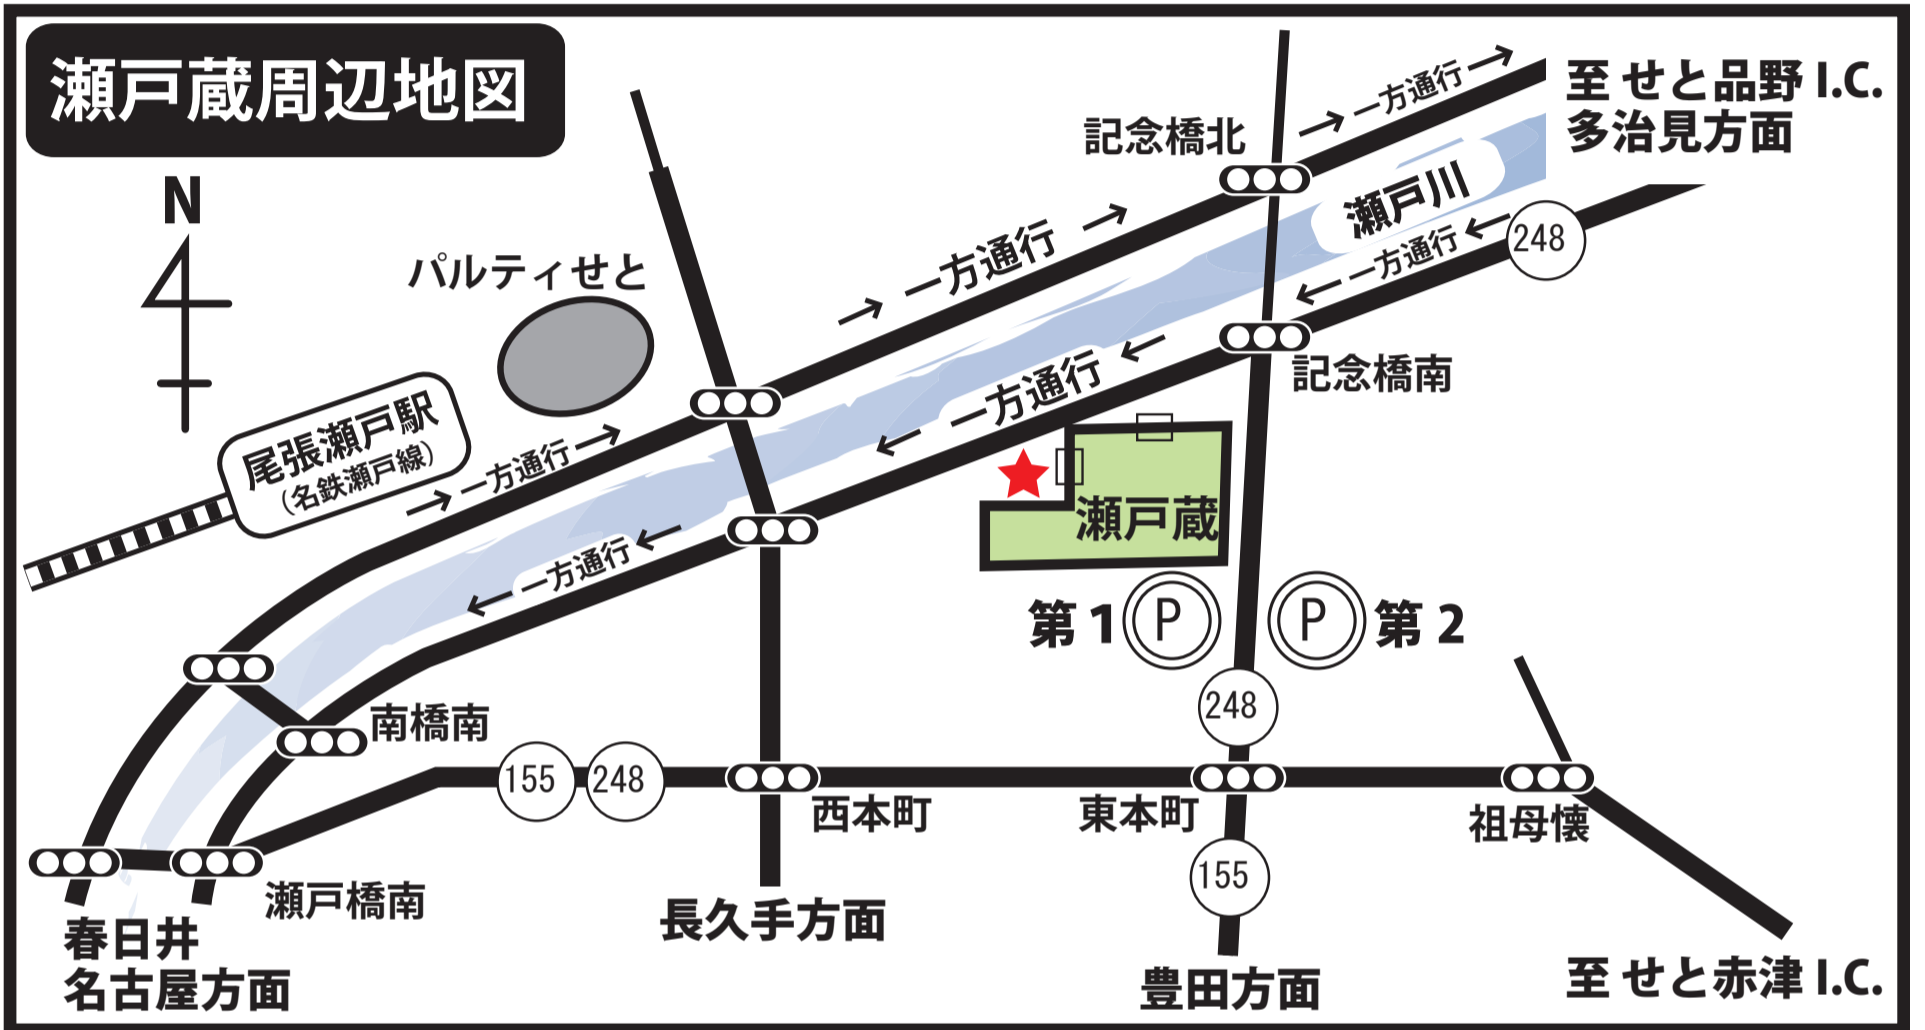 瀬戸蔵周辺地図
N
至 せと品野 I.C.
多治見方面
一方通行
記念橋北
瀬戸川
一方通行
248
一方通行
パルティせと
記念橋南
一方通行
尾張瀬戸駅
(名鉄瀬戸線)
一方通行
瀬戸蔵
一方通行
第1
P
P
第2
248
南橋南
155
248
西本町
東本町
祖母懐
155
瀬戸橋南
春日井
名古屋方面
長久手方面
豊田方面
至 せと赤津 I.C.